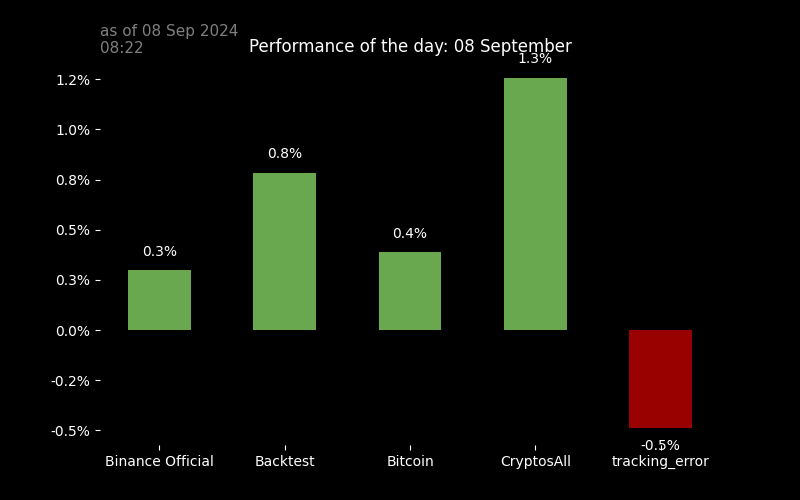 as of 08 Sep 2024
08:22
Performance of the day: 08 September
1.3%
1.2%
1.0%
0.8%
0.8%
0.5%
0.4%
0.3%
0.3%
0.0%
-0.2%
-0.5%
-0.5%
Binance Official
Backtest
Bitcoin
CryptosAll
tracking_error